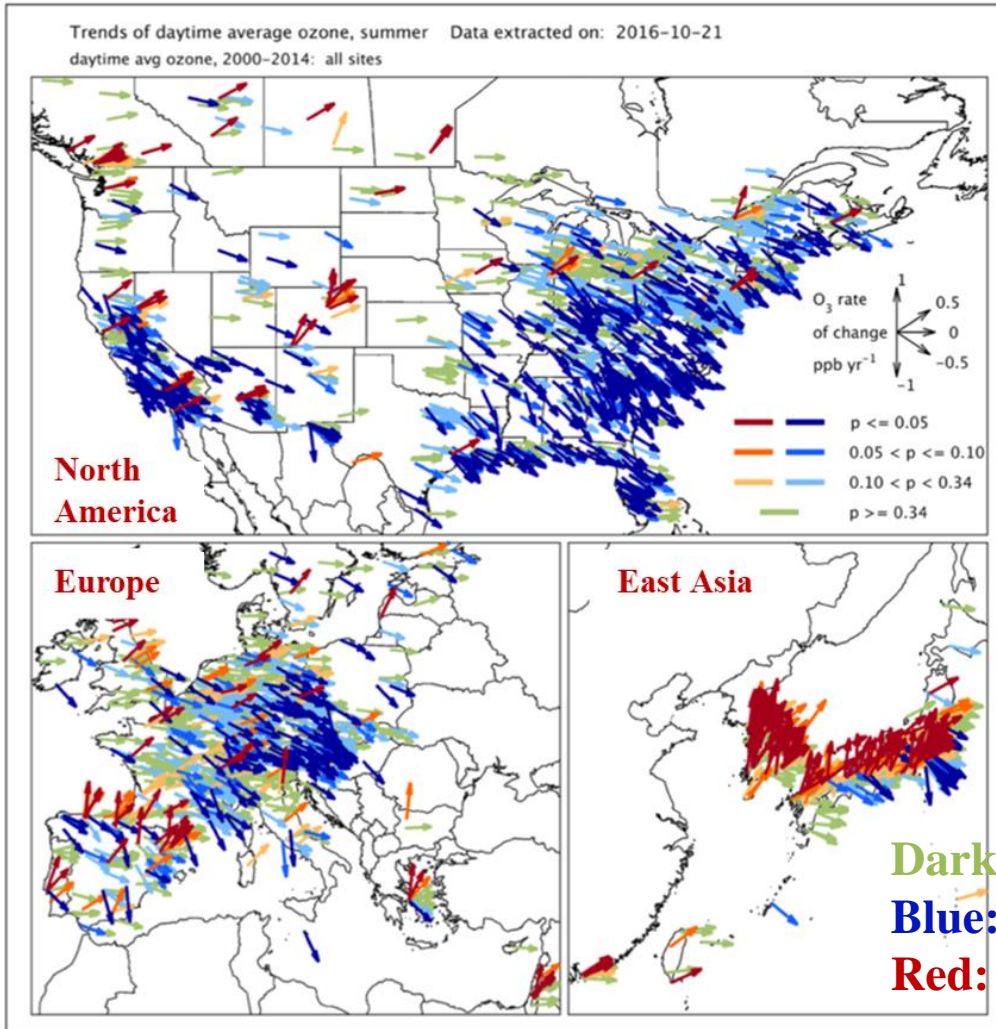 Trends of daytime average ozone, summer Data extracted on: 2016-10-21
daytime avg ozone, 2000-2014: all sites
North
America
O3 rate
of change
ppb yr−1
1
0.5
0
-0.5
-1
p <= 0.05
0.05 < p <= 0.10
0.10 < p < 0.34
p >= 0.34
Europe
East Asia
Dark
Blue:
Red: